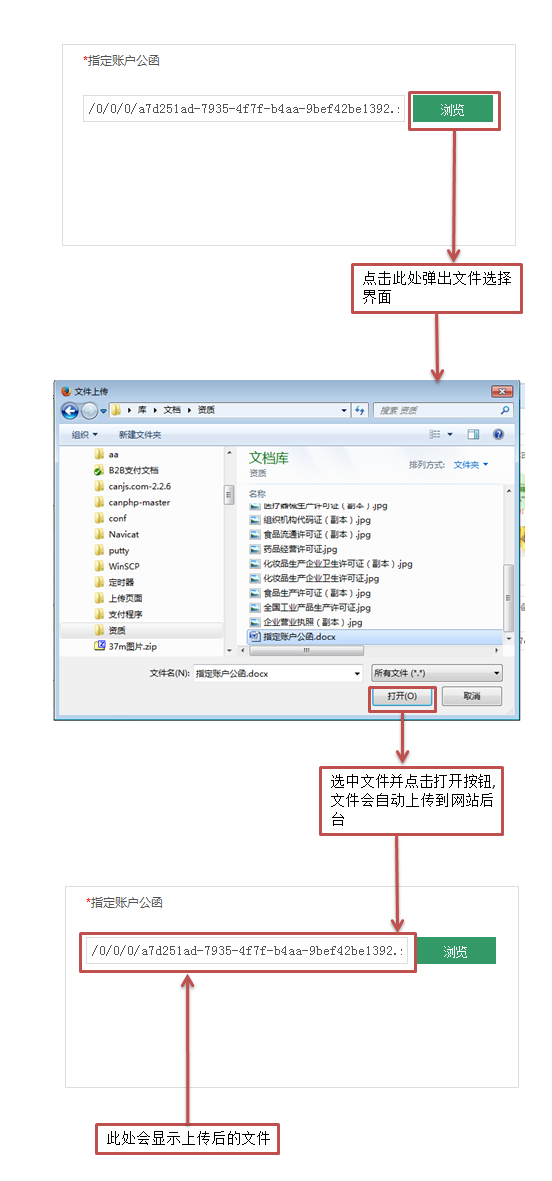 *指定账户公函
/0/0/0/a7d251ad-7935-4f7f-b4aa-9bef42be1392.:
浏览
点击此处弹出文件选择
界面
文件上传
库 文档 资质
搜索 资质
组织
新建文件夹
aa
B2B支付文档
canjs.com-2.2.6
canphp-master
conf
Navicat
putty
WinSCP
定时器
上传页面
支付程序
资质
37m图片.zip
文档库
资质
排列方式: 文件夹
名称
医疗器械生产许可证（副本）.jpg
组织机构代码证（副本）.jpg
食品流通许可证（副本）.jpg
药品经营许可证.jpg
化妆品生产企业卫生许可证（副本）.jpg
化妆品生产企业卫生许可证.jpg
食品生产许可证（副本）.jpg
全国工业产品生产许可证.jpg
企业营业执照（副本）.jpg
指定账户公函.docx
文件名(N): 指定账户公函.docx
所有文件 (*.*)
打开(O)
取消
选中文件并点击打开按钮,
文件会自动上传到网站后
台
*指定账户公函
/0/0/0/a7d251ad-7935-4f7f-b4aa-9bef42be1392.:
浏览
此处会显示上传后的文件